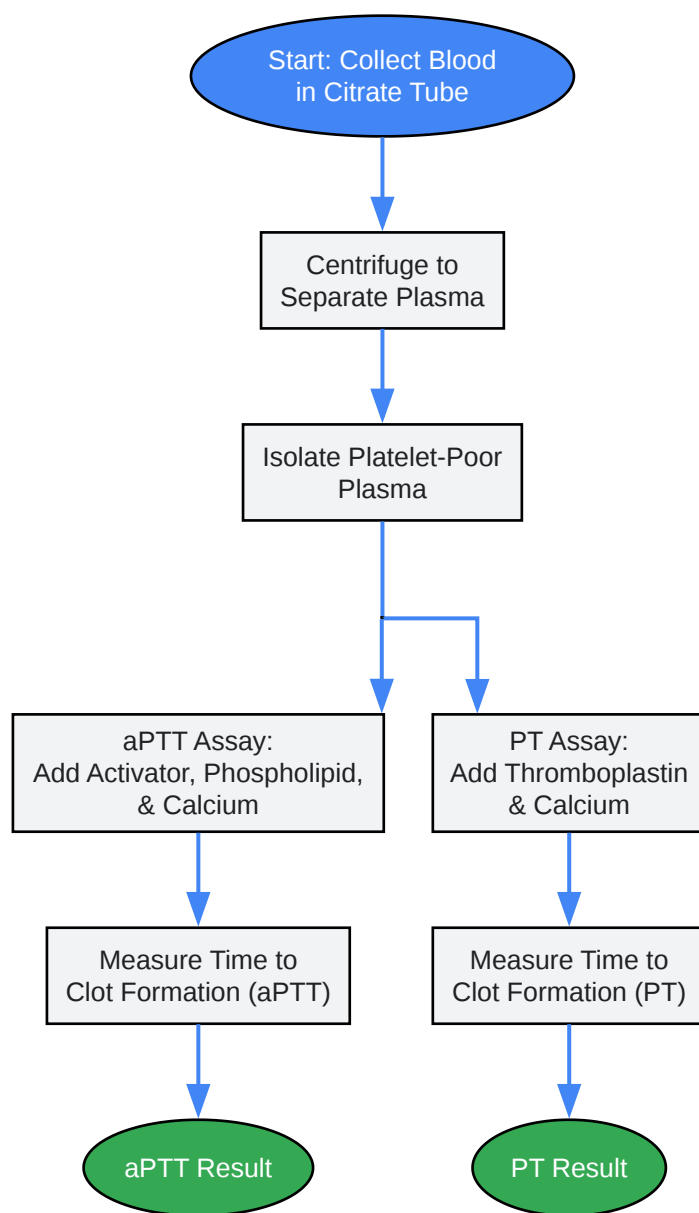 Start: Collect Blood
in Citrate Tube
Centrifuge to
Separate Plasma
Isolate Platelet-Poor
Plasma
aPTT Assay:
Add Activator, Phospholipid,
& Calcium
PT Assay:
Add Thromboplastin
& Calcium
Measure Time to
Clot Formation (aPTT)
Measure Time to
Clot Formation (PT)
aPTT Result
PT Result